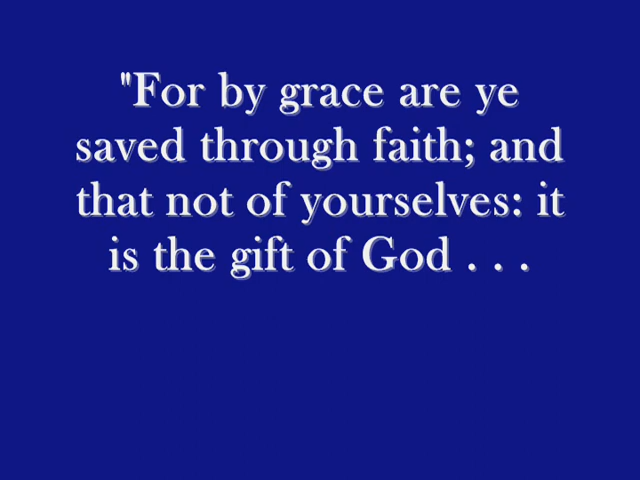 "For by grace are ye
saved through faith; and
that not of yourselves: it
is the gift of God . . .